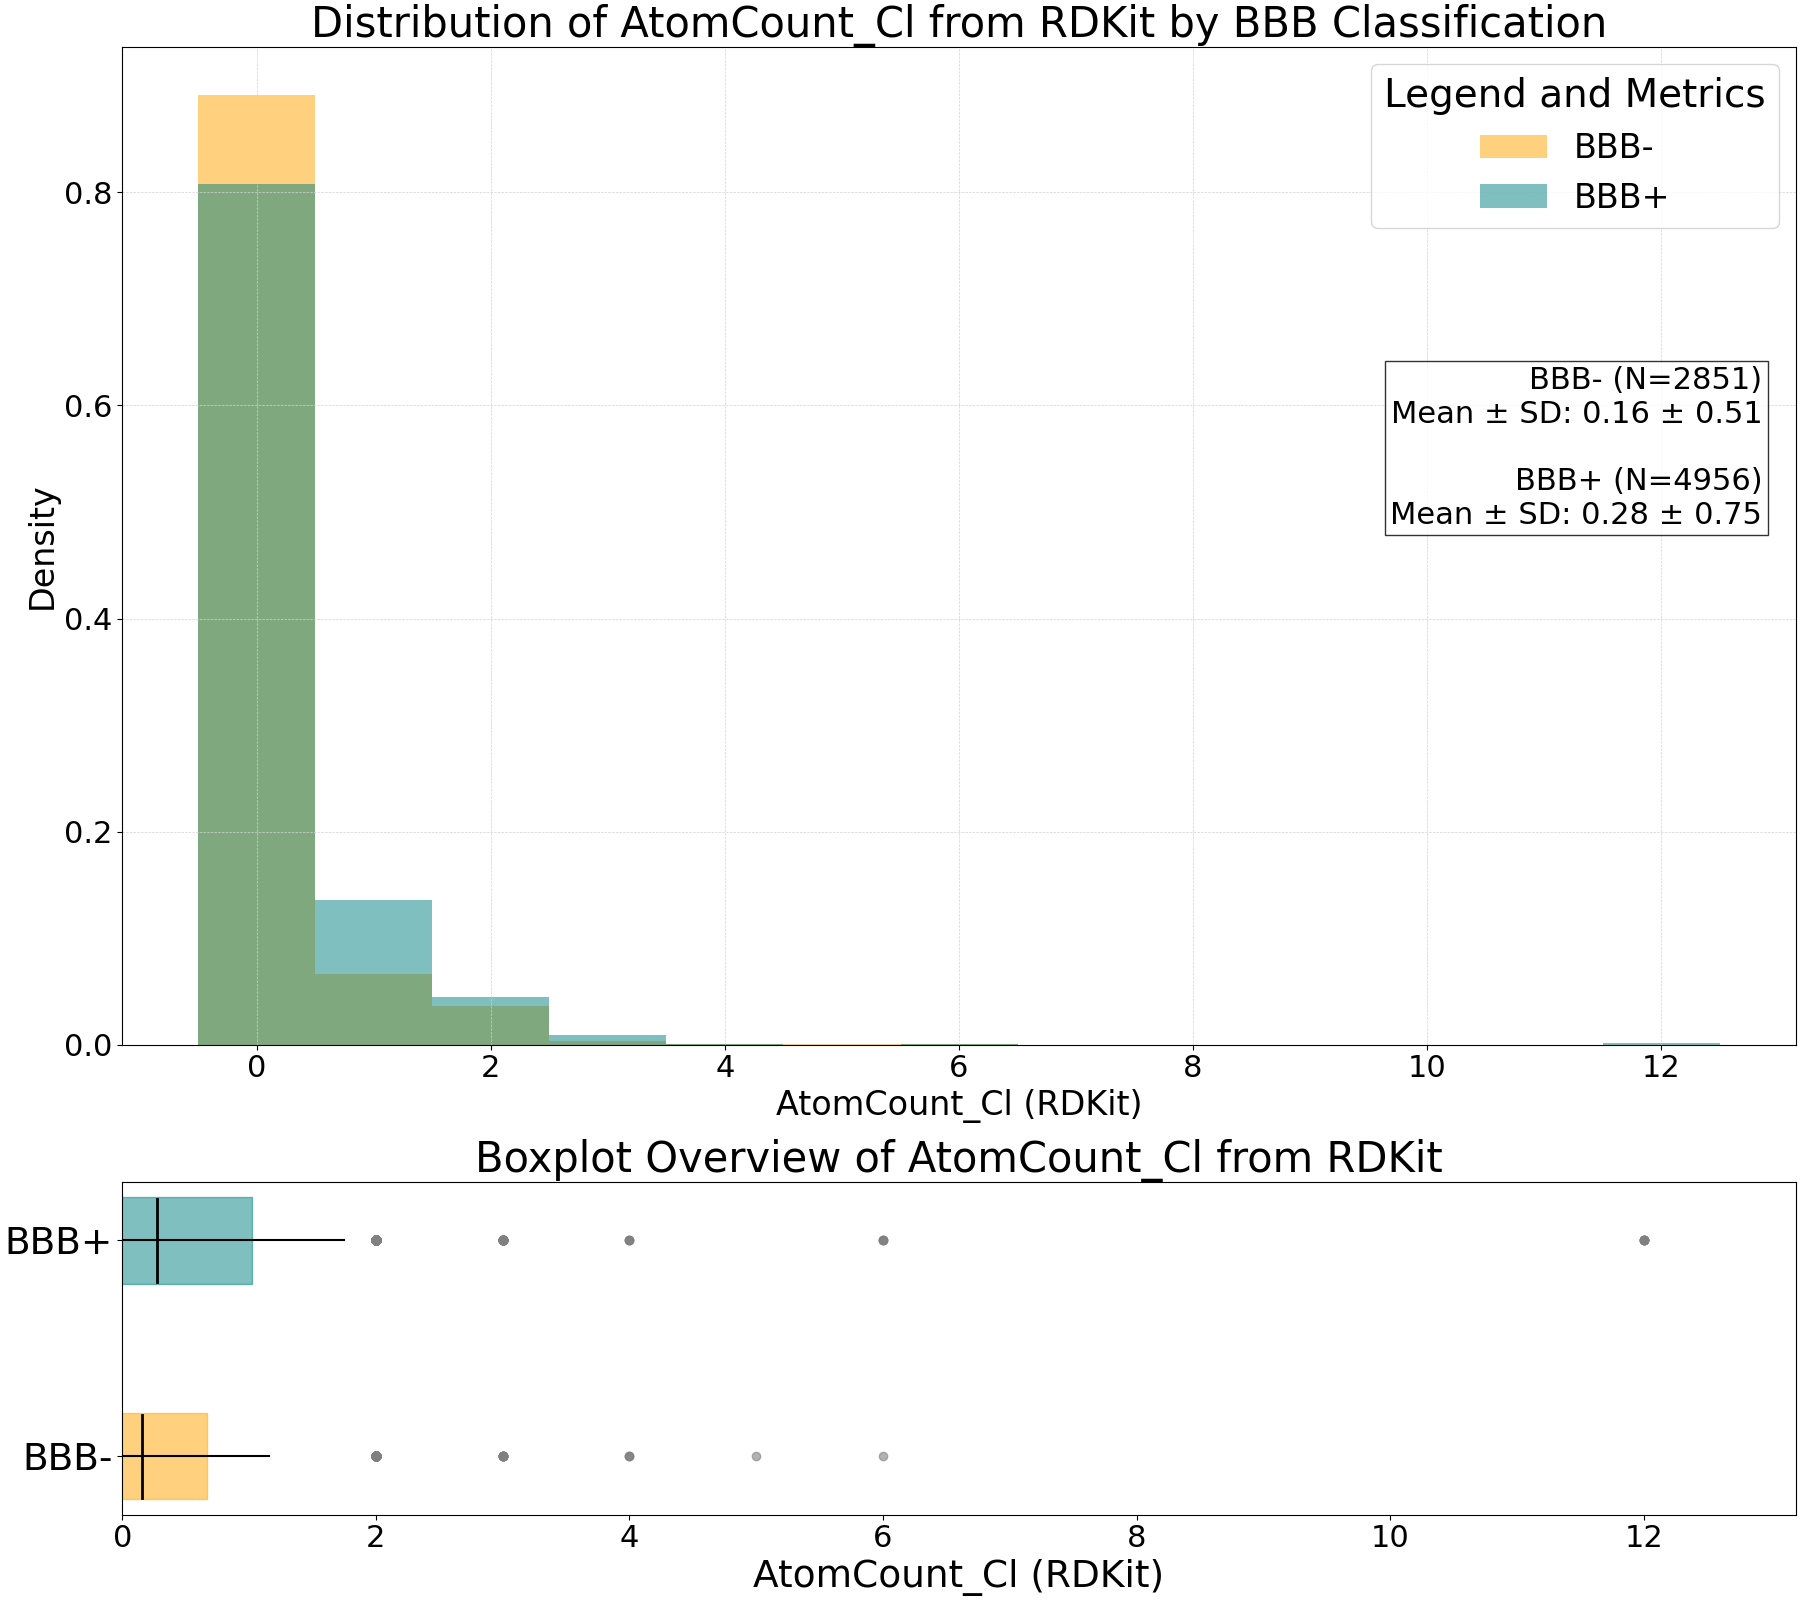 Distribution of AtomCount_Cl from RDKit by BBB Classification
Legend and Metrics
BBB-
BBB+
BBB- (N=2851)
Mean ± SD: 0.16 ± 0.51
BBB+ (N=4956)
Mean ± SD: 0.28 ± 0.75
Density
0.8
0.6
0.4
0.2
0.0
0 2 4 6 8 10 12
AtomCount_Cl (RDKit)
Boxplot Overview of AtomCount_Cl from RDKit
BBB+
BBB-
0 2 4 6 8 10 12
AtomCount_Cl (RDKit)